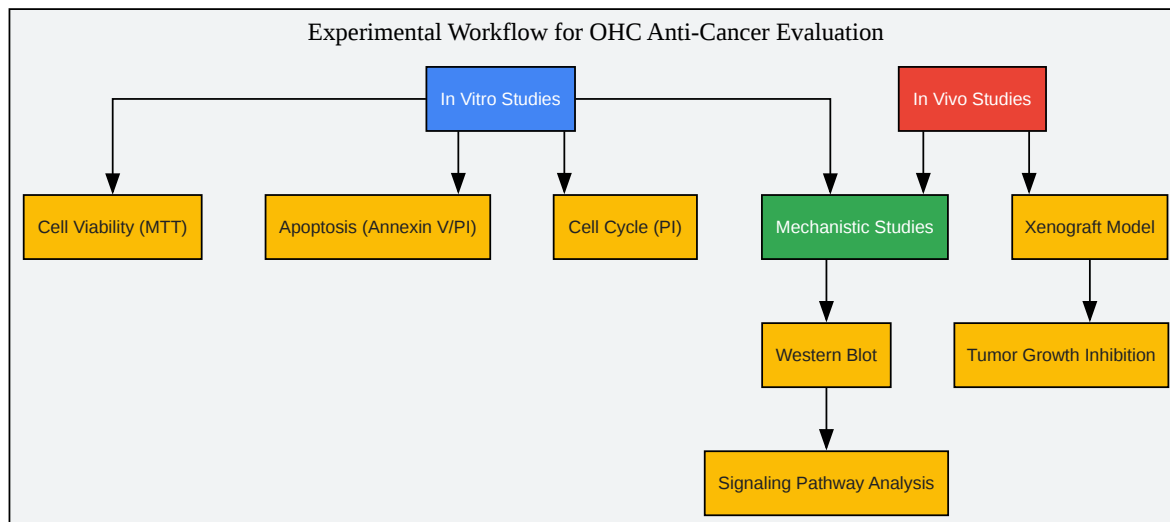 Experimental Workflow for OHC Anti-Cancer Evaluation
In Vitro Studies
In Vivo Studies
Cell Viability (MTT)
Apoptosis (Annexin V/PI)
Cell Cycle (PI)
Mechanistic Studies
Xenograft Model
Western Blot
Tumor Growth Inhibition
Signaling Pathway Analysis